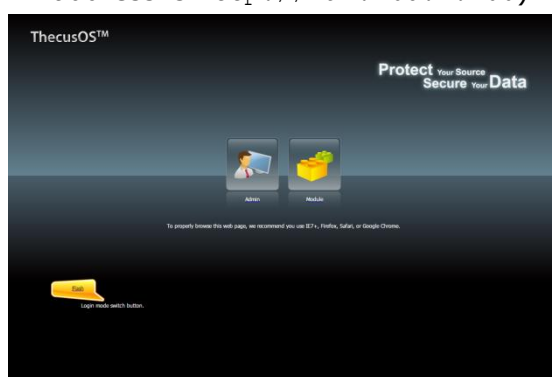 ThecusOS™
Protect Your Source
Secure Your Data
Admin
Module
To properly browse this web page, we recommend you use IE7+, Firefox, Safari, or Google Chrome.
Login mode switch button.